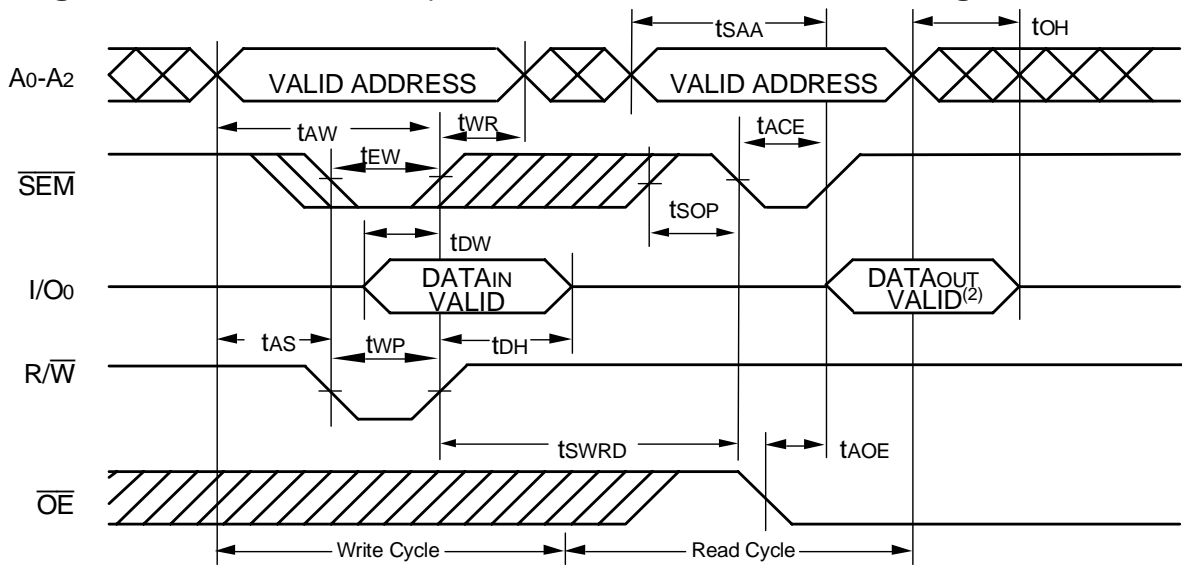 tSAA
tOH
A0-A2
VALID ADDRESS
VALID ADDRESS
tAW
tWR
tACE
tEW
SEM
tSOP
tDW
I/O0
DATAIN
VALID
DATAOUT
VALID(2)
tAS
tWP
tDH
R/W
tSWRD
tAOE
OE
Write Cycle
Read Cycle